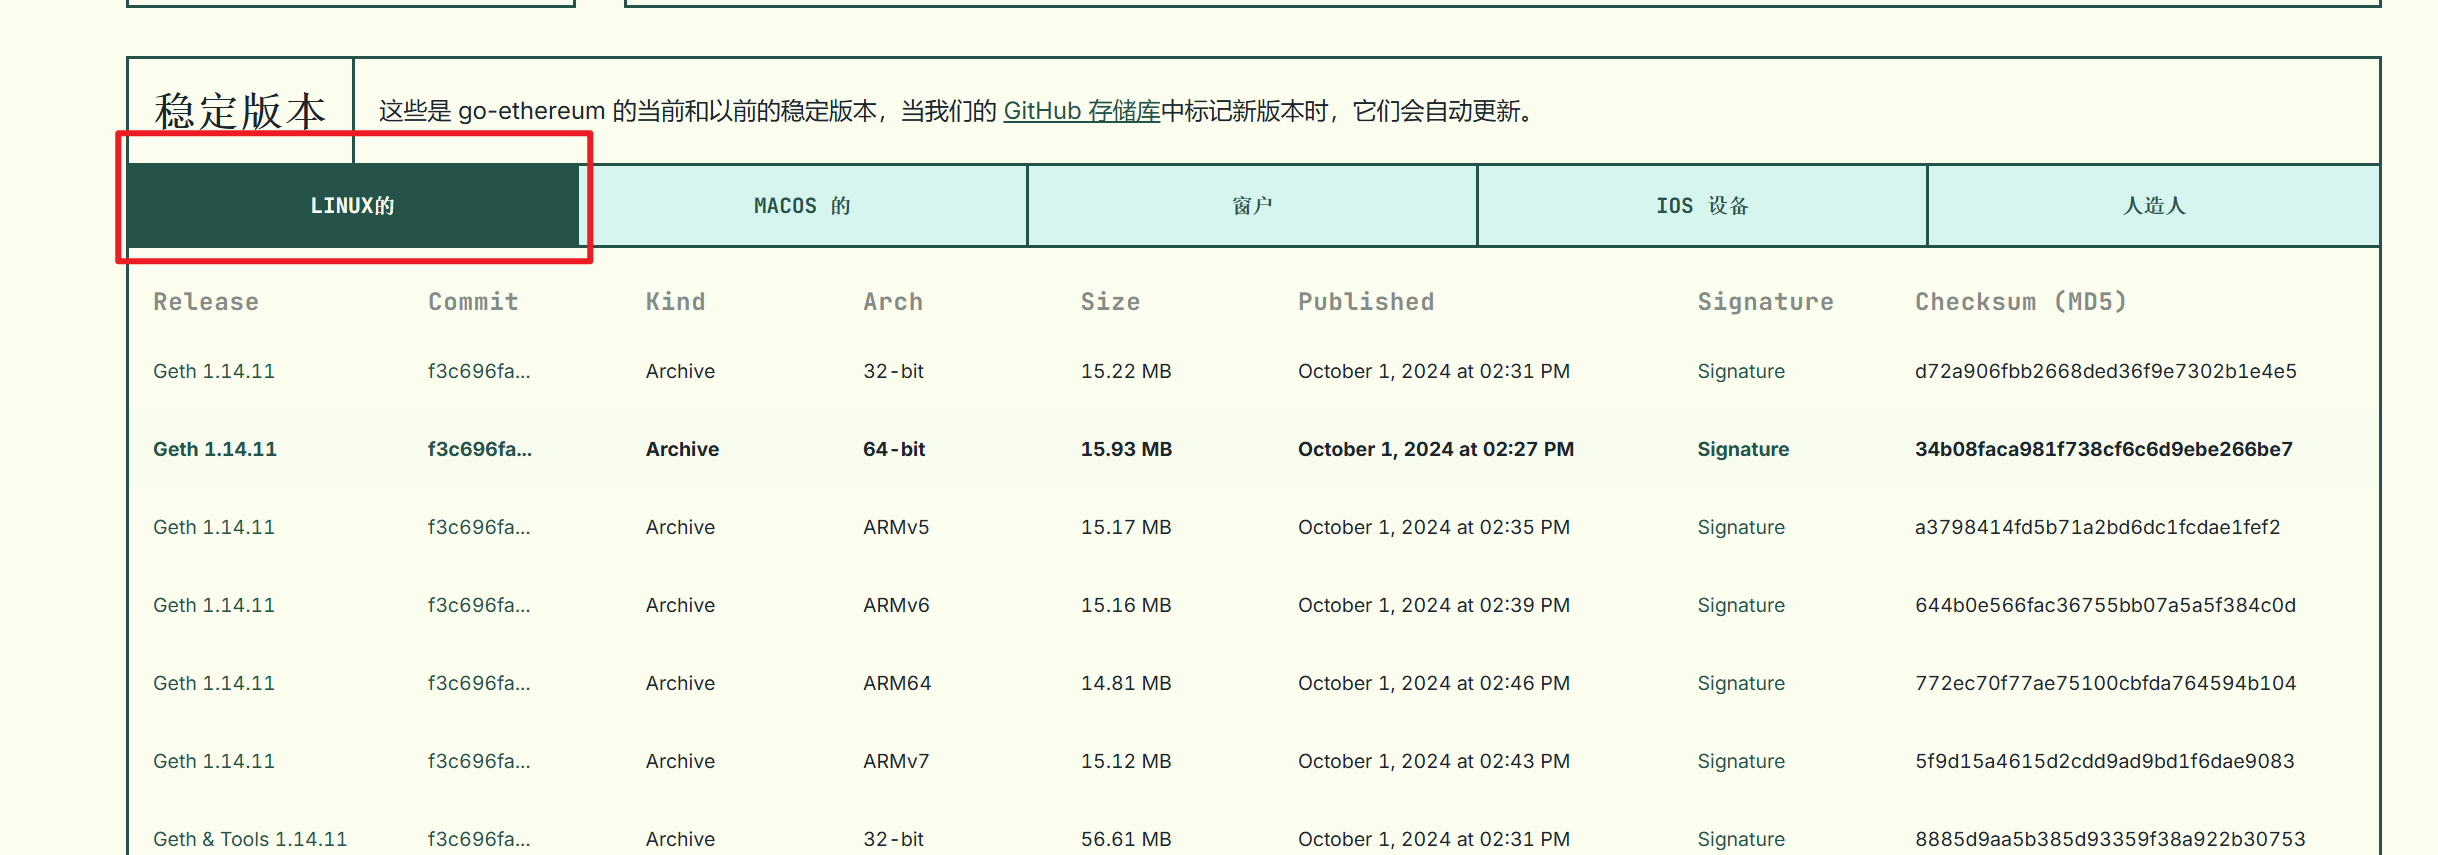 稳定版本
这些是 go-ethereum 的当前和以前的稳定版本，当我们的 GitHub 存储库中标记新版本时，它们会自动更新。
LINUX的 MACOS 的 窗户 IOS 设备 人造人
Release Commit Kind Arch Size Published Signature Checksum (MD5)
Geth 1.14.11 f3c696fa... Archive 32-bit 15.22 MB October 1, 2024 at 02:31 PM Signature d72a906fbb2668ded36f9e7302b1e4e5
Geth 1.14.11 f3c696fa... Archive 64-bit 15.93 MB October 1, 2024 at 02:27 PM Signature 34b08faca981f738cf6c6d9ebe266be7
Geth 1.14.11 f3c696fa... Archive ARMv5 15.17 MB October 1, 2024 at 02:35 PM Signature a3798414fd5b71a2bd6dc1fcdae1fef2
Geth 1.14.11 f3c696fa... Archive ARMv6 15.16 MB October 1, 2024 at 02:39 PM Signature 644b0e566fac36755bb07a5a5f384c0d
Geth 1.14.11 f3c696fa... Archive ARM64 14.81 MB October 1, 2024 at 02:46 PM Signature 772ec70f77ae75100cbfda764594b104
Geth 1.14.11 f3c696fa... Archive ARMv7 15.12 MB October 1, 2024 at 02:43 PM Signature 5f9d15a4615d2cdd9ad9bd1f6dae9083
Geth & Tools 1.14.11 f3c696fa... Archive 32-bit 56.61 MB October 1, 2024 at 02:31 PM Signature 8885d9aa5b385d93359f38a922b30753